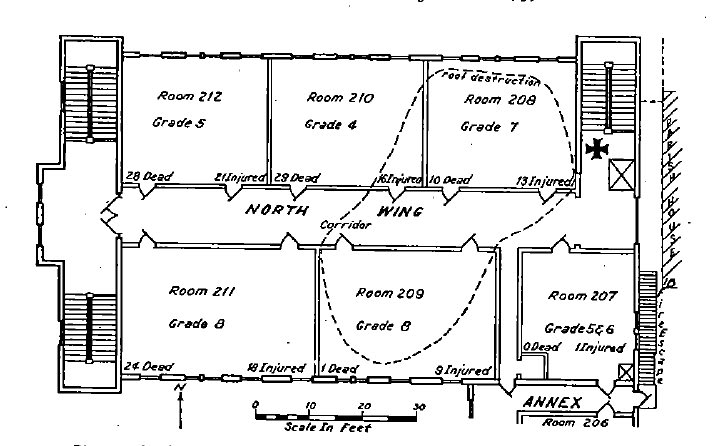 roof destruction
Room 212
Room 210
Room 208
Grade 5
Grade 4
Grade 7
28 Dead
21 Injured
29 Dead
16 Injured
10 Dead
13 Injured
PARISH HOUSE
NORTH WING
Corridor
Room 211
Room 209
Room 207
Grade 8
Grade 8
Grade 5&6
0 Dead
1 Injured
24 Dead
18 Injured
1 Dead
9 Injured
Fire Escape
N
0 10 20 30
Scale In Feet
ANNEX
Room 206